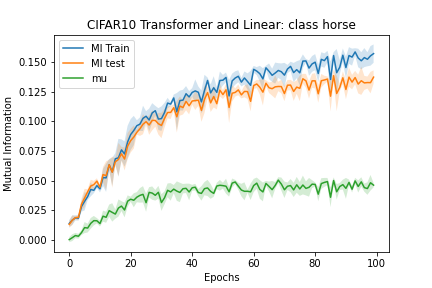 CIFAR10 Transformer and Linear: class horse
MI Train
MI test
mu
Mutual Information
0.150
0.125
0.100
0.075
0.050
0.025
0.000
0
20
40
60
80
100
Epochs